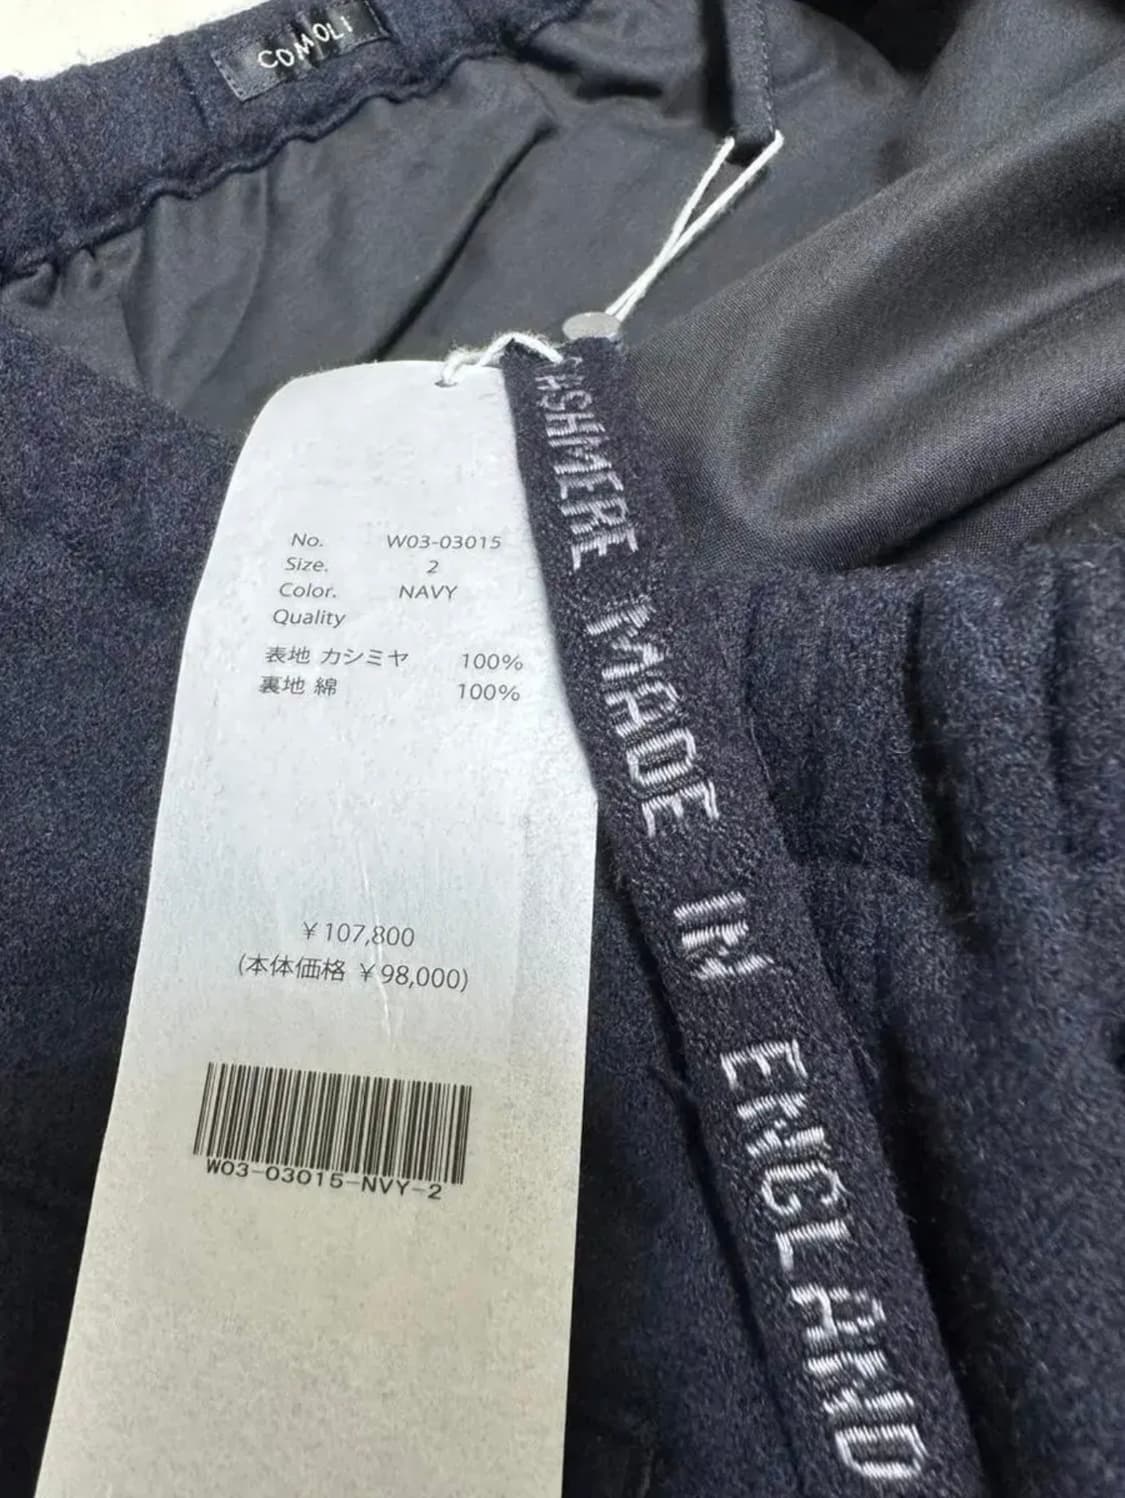 COMOLI
No. W03-03015
Size. 2
Color. NAVY
Quality
表地 カシミヤ 100%
裏地 綿 100%
￥107,800
(本体価格 ￥98,000)
W03-03015-NVY-2
CASHMERE MADE IN ENGLAND